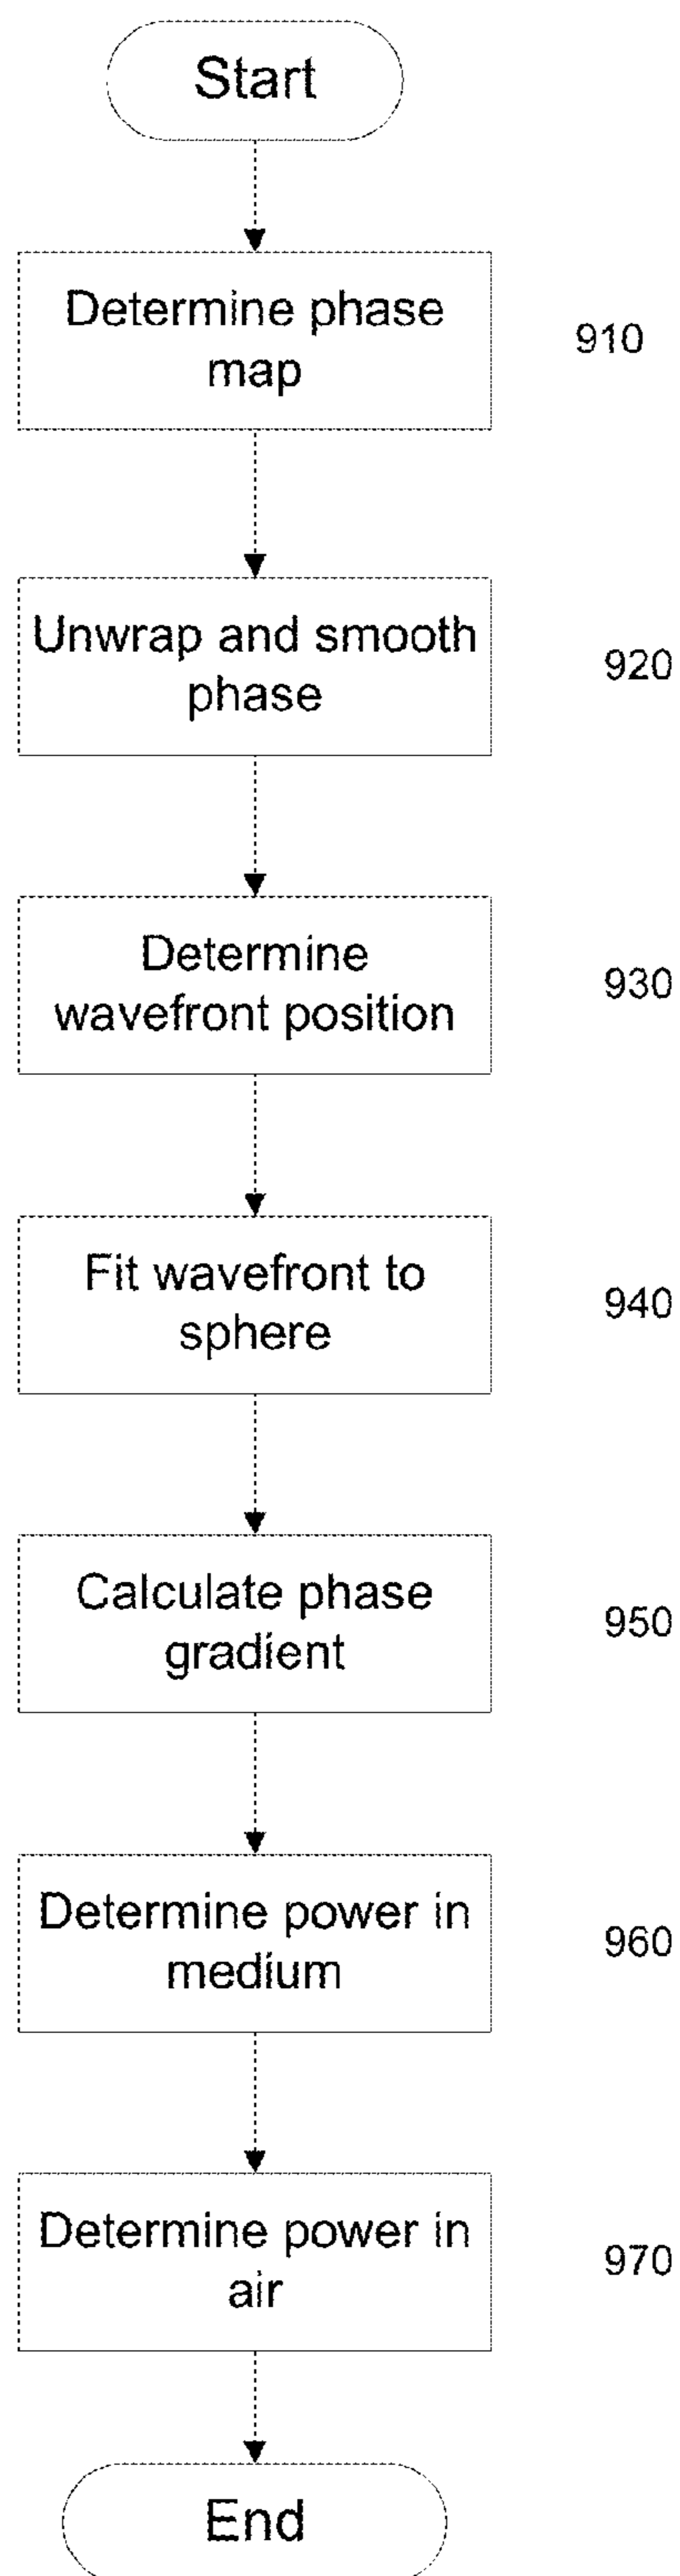 Start
Determine phase
map
910
Unwrap and smooth
phase
920
Determine
wavefront position
930
Fit wavefront to
sphere
940
Calculate phase
gradient
950
Determine power in
medium
960
Determine power in
air
970
End